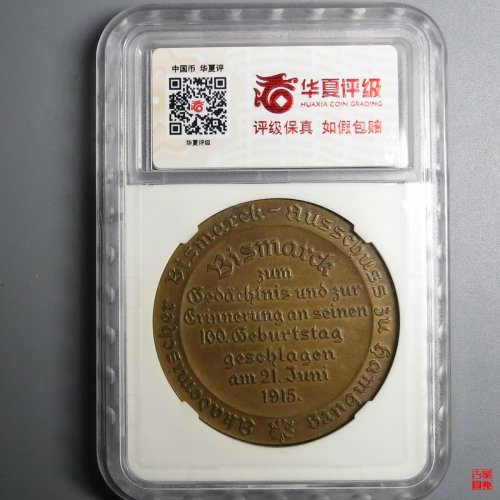 中国币 华夏评
华夏评级
华夏评级
HUAXIA COIN GRADING
评级保真 如假包赔
Akademischer Bismarck-Ausschuss zu Hamburg
Bismarck
zum
Gedächtnis und zur
Erinnerung an seinen
100. Geburtstag
geschlagen
am 21. Juni
1915.